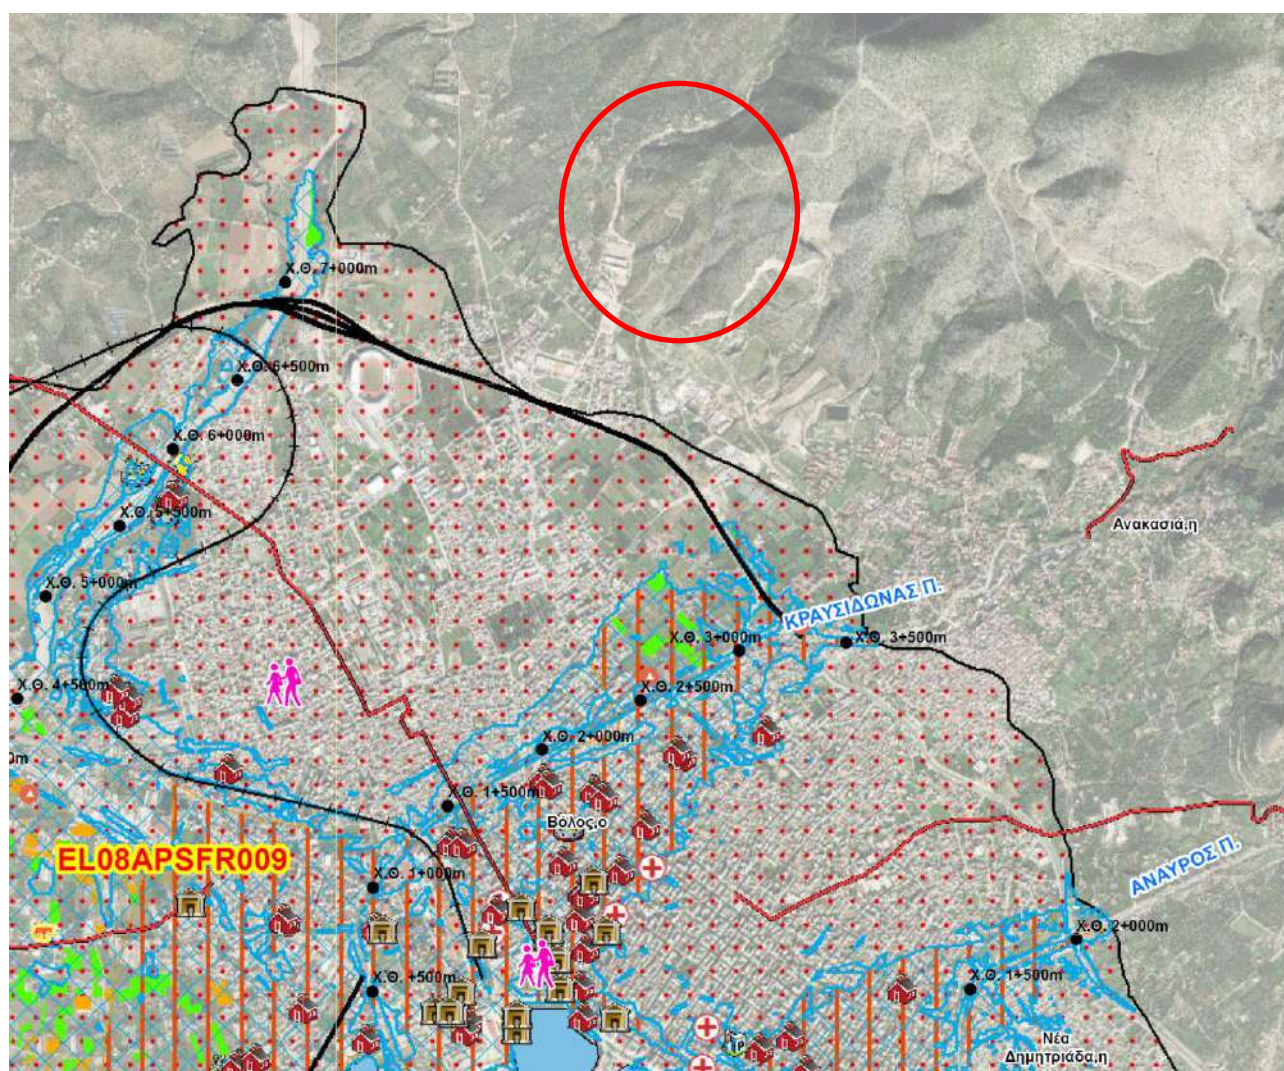 Χ.Θ. 7+000m
Χ.Θ. 6+500m
Χ.Θ. 6+000m
Χ.Θ. 5+500m
Ανακασιά,η
Χ.Θ. 5+000m
ΚΡΑΥΣΙΔΩΝΑΣ Π.
Χ.Θ. 3+000m
Χ.Θ. 3+500m
Χ.Θ. 4+500m
Χ.Θ. 2+500m
Χ.Θ. 2+000m
0m
Χ.Θ. 1+500m
Βόλος,ο
EL08APSFR009
ΑΝΑΥΡΟΣ Π.
Χ.Θ. 1+000m
Χ.Θ. 2+000m
Χ.Θ. +500m
Χ.Θ. 1+500m
Νέα
Δημητριάδα,η